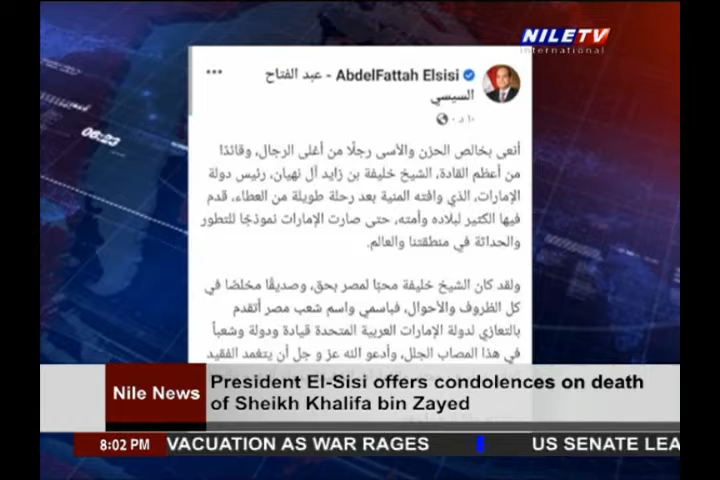 NILETV
international
AbdelFattah Elsisi - عبد الفتاح
السيسي
١٠ د
أنعى بخالص الحزن والأسى رجلًا من أغلى الرجال، وقائدًا
من أعظم القادة، الشيخ خليفة بن زايد آل نهيان، رئيس دولة
الإمارات، الذي وافته المنية بعد رحلة طويلة من العطاء، قدم
فيها الكثير لبلاده وأمته، حتى صارت الإمارات نموذجًا للتطور
والحداثة في منطقتنا والعالم.
ولقد كان الشيخ خليفة محبًا لمصر بحق، وصديقًا مخلصًا في
كل الظروف والأحوال، فباسمي واسم شعب مصر أتقدم
بالتعازي لدولة الإمارات العربية المتحدة قيادة ودولة وشعباً
في هذا المصاب الجلل، وأدعو الله عز و جل أن يتغمد الفقيد
Nile News
President El-Sisi offers condolences on death
of Sheikh Khalifa bin Zayed
8:02 PM VACUATION AS WAR RAGES US SENATE LEA